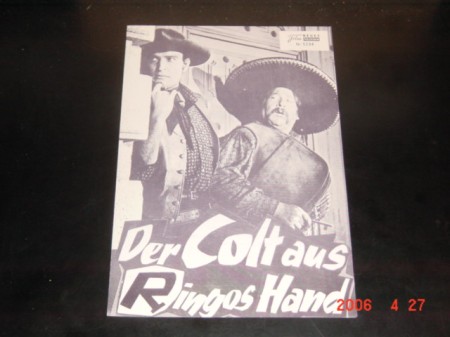 Der Colt aus
Ringos Hand
2006 4 27